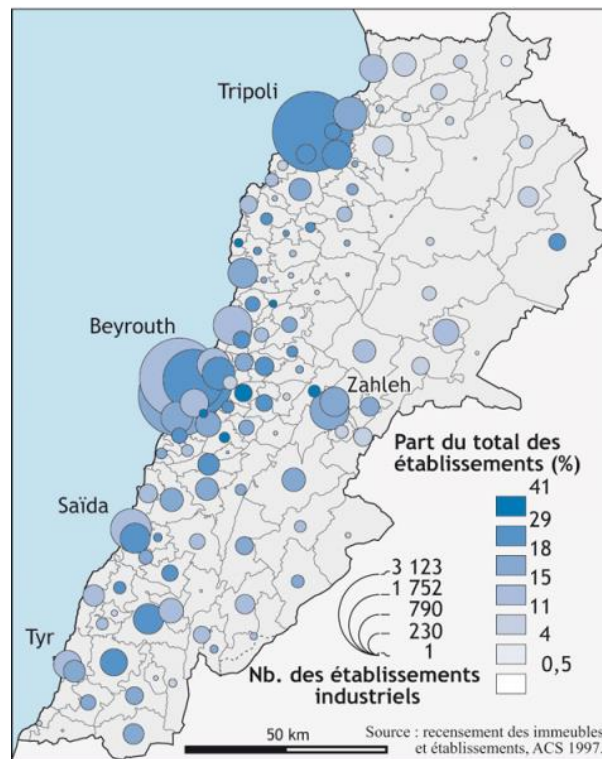 Tripoli
Beyrouth
Zahleh
Saïda
Tyr
Part du total des
établissements (%)
41
29
18
15
11
4
0,5
3 123
1 752
790
230
1
Nb. des établissements
industriels
50 km
Source : recensement des immeubles
et établissements, ACS 1997.